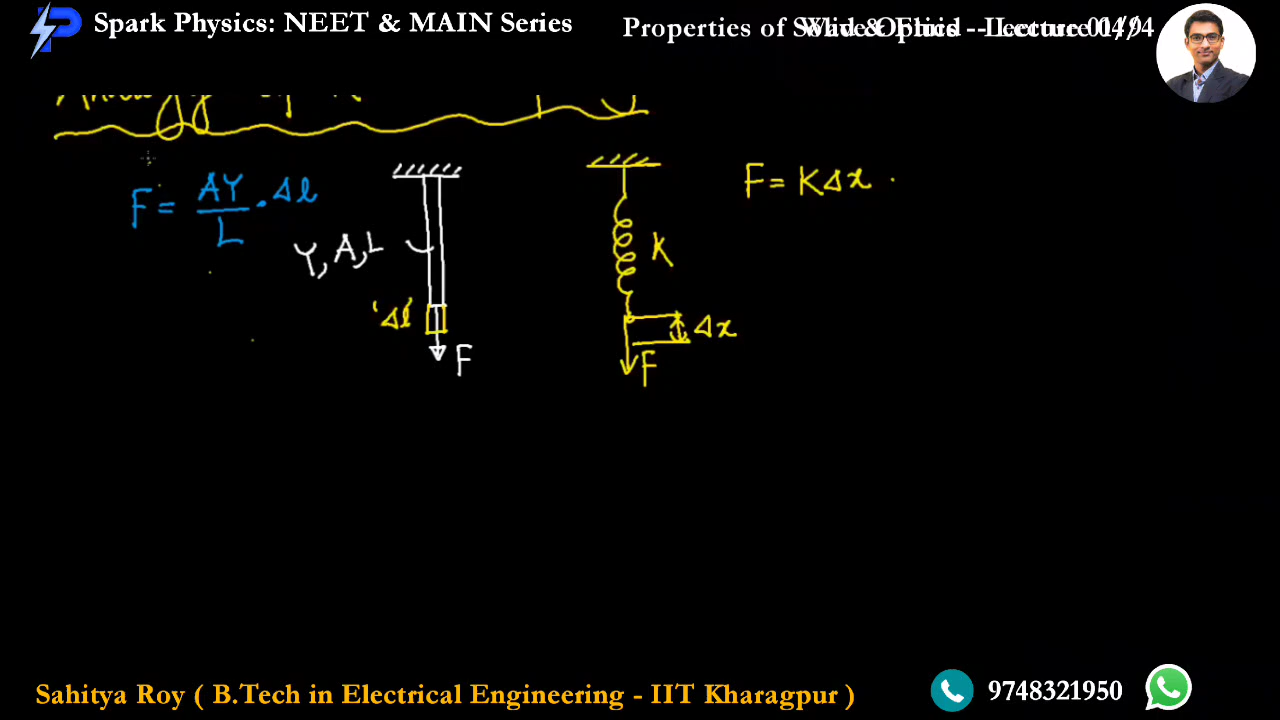 Spark Physics: NEET & MAIN Series
F = AY/L · Δl
Y, A, L
'Δl'
F
K
Δx
F
F = KΔx
Sahitya Roy ( B.Tech in Electrical Engineering - IIT Kharagpur )
9748321950